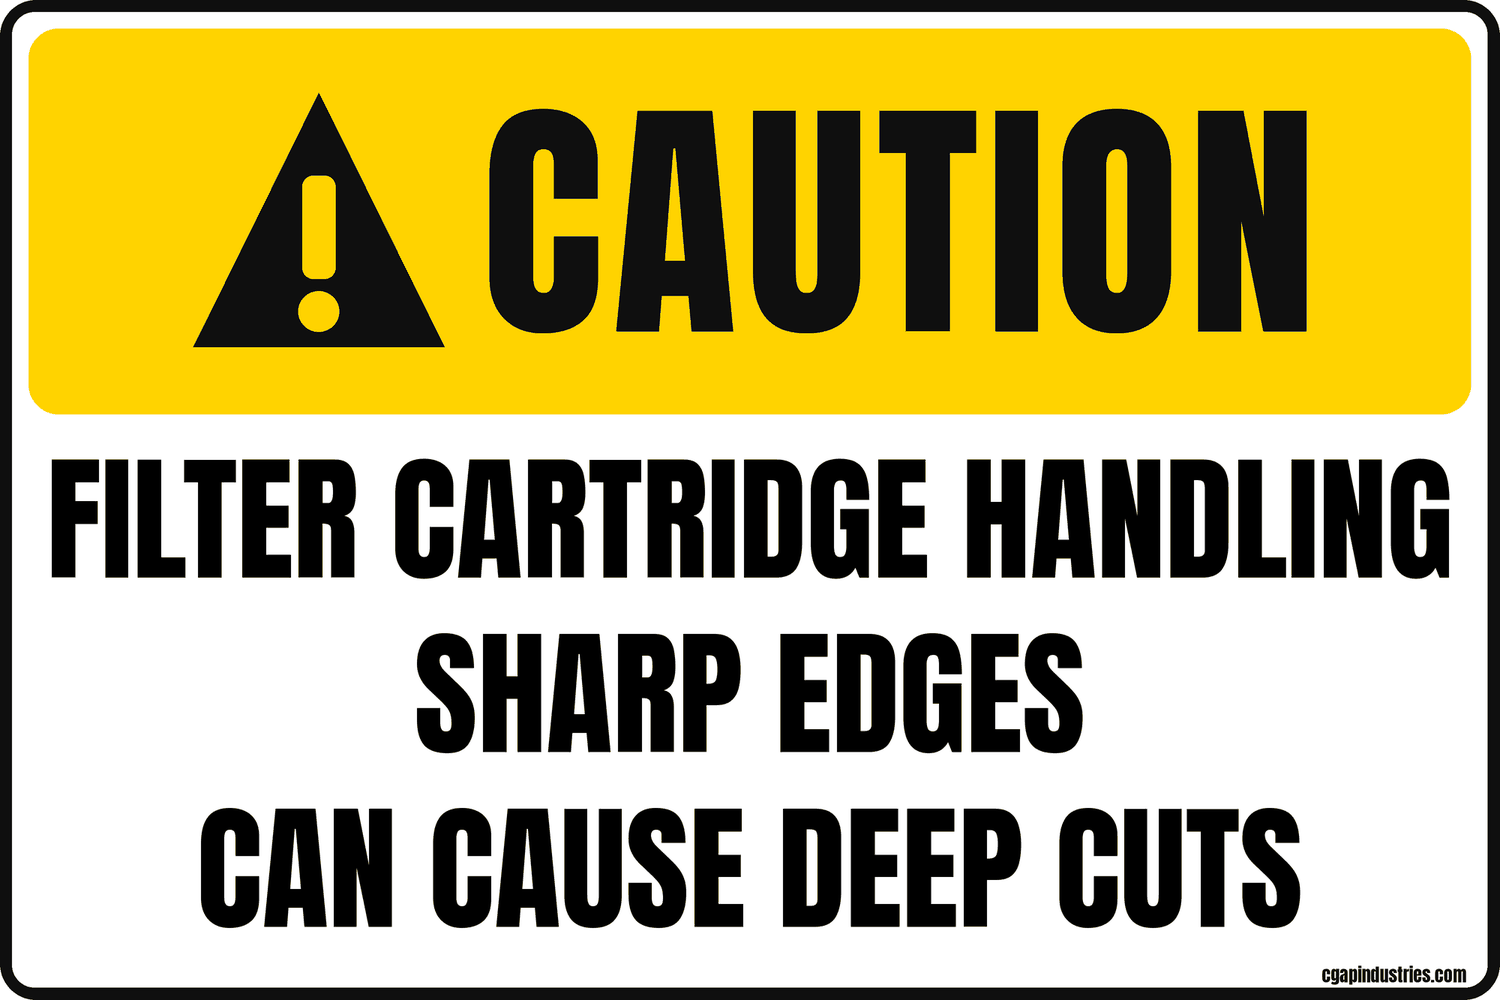 CAUTION
FILTER CARTRIDGE HANDLING
SHARP EDGES
CAN CAUSE DEEP CUTS
cgapindustries.com